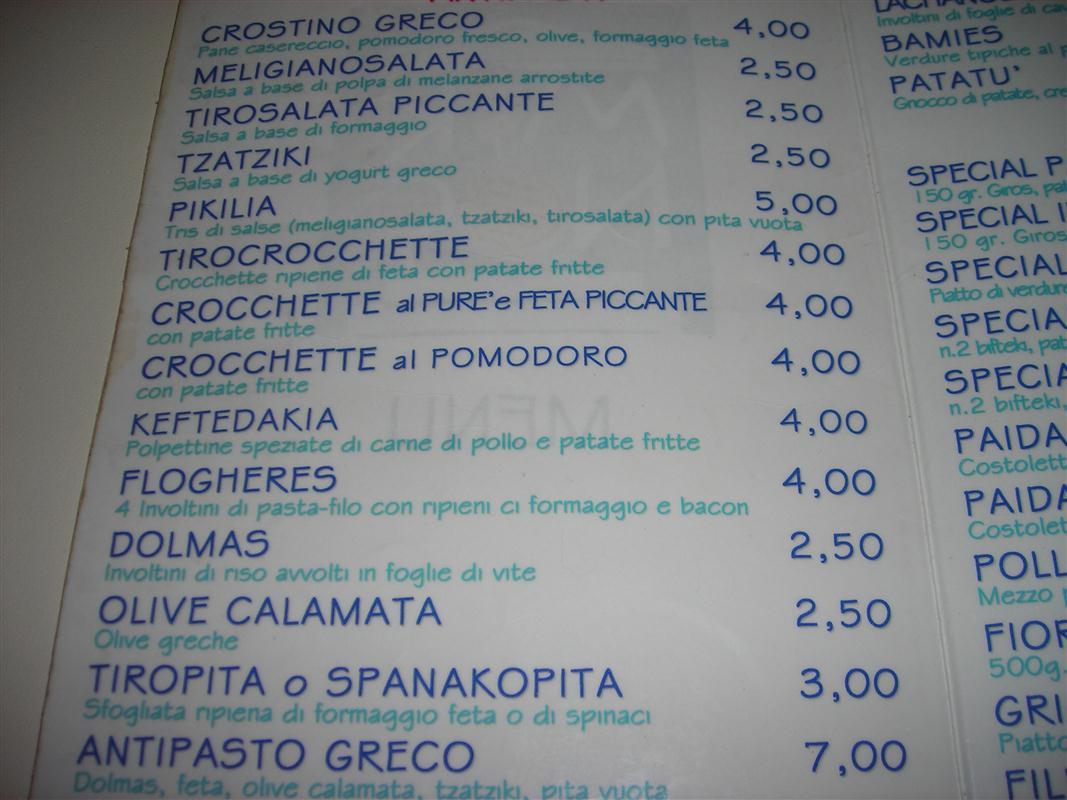 CROSTINO GRECO 4,00
Pane casereccio, pomodoro fresco, olive, formaggio feta
MELIGIANOSALATA 2,50
Salsa a base di polpa di melanzane arrostite
TIROSALATA PICCANTE 2,50
Salsa a base di formaggio
TZATZIKI 2,50
Salsa a base di yogurt greco
PIKILIA 5,00
Tris di salse (meligianosalata, tzatziki, tirosalata) con pita vuota
TIROCROCCHETTE 4,00
Crocchette ripiene di feta con patate fritte
CROCCHETTE al PURE' e FETA PICCANTE 4,00
con patate fritte
CROCCHETTE al POMODORO 4,00
con patate fritte
KEFTEDAKIA 4,00
Polpettine speziate di carne di pollo e patate fritte
FLOGHERES 4,00
4 Involtini di pasta-filo con ripieni ci formaggio e bacon
DOLMAS 2,50
Involtini di riso avvolti in foglie di vite
OLIVE CALAMATA 2,50
Olive greche
TIROPITA o SPANAKOPITA 3,00
Sfogliata ripiena di formaggio feta o di spinaci
ANTIPASTO GRECO 7,00
Dolmas, feta, olive calamata, tzatziki, pita vuota
Involtini di foglie di
BAMIES
Verdure tipiche al
PATATU'
Gnocco di patate,
SPECIAL
150 gr. Giros,
SPECIAL
150 gr. Giros
SPECIAL
Piatto di verdure
n.2 bifteki,
n.2 bifteki,
Mezzo
500g.